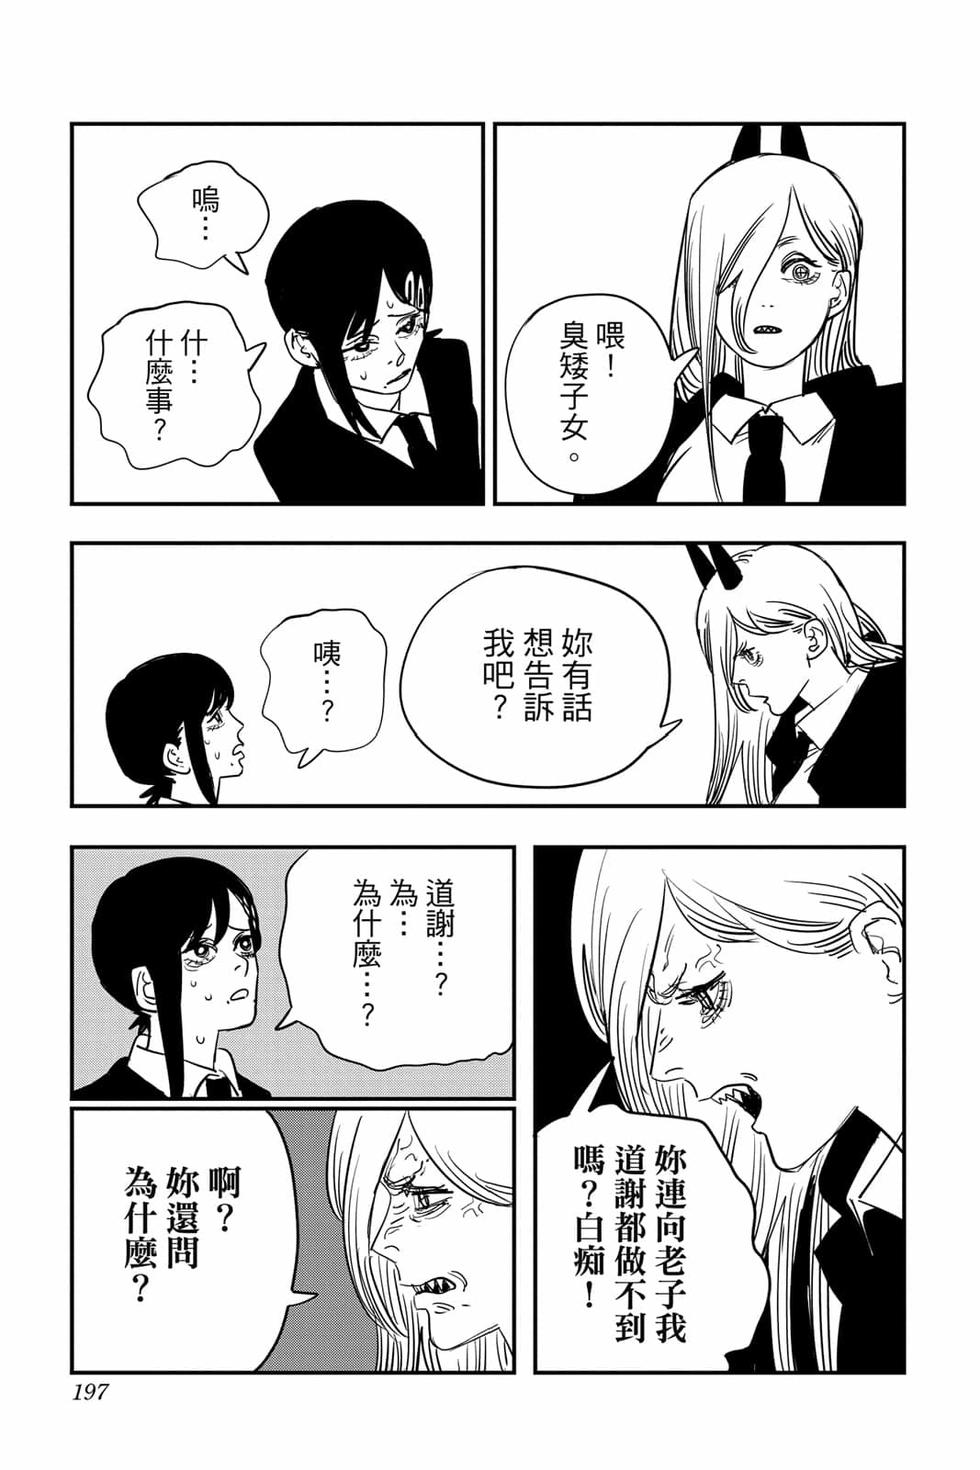 喂！
臭矮子女。
嗚…
什…
什麼事？
妳有話
想告訴
我吧？
咦…？
妳連向老子我
道謝都做不到
嗎？白痴！
道謝…？
為…
為什麼…？
啊？
妳還問
為什麼？
197